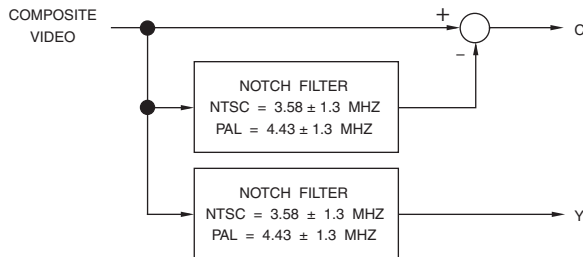 COMPOSITE
VIDEO
+
C
−
NOTCH FILTER
NTSC = 3.58 ± 1.3 MHZ
PAL = 4.43 ± 1.3 MHZ
NOTCH FILTER
NTSC = 3.58 ± 1.3 MHZ
PAL = 4.43 ± 1.3 MHZ
Y